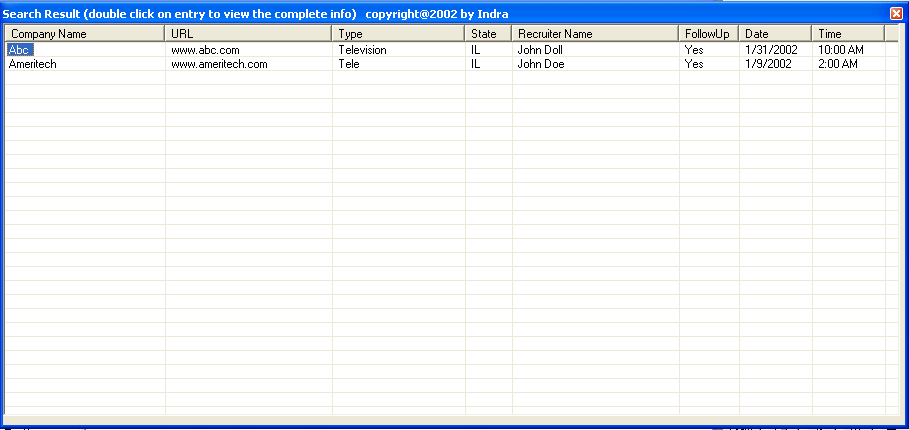 Search Result (double click on entry to view the complete info) copyright@2002 by Indra
Company Name URL Type State Recruiter Name FollowUp Date Time
Abc www.abc.com Television IL John Doll Yes 1/31/2002 10:00 AM
Ameritech www.ameritech.com Tele IL John Doe Yes 1/9/2002 2:00 AM